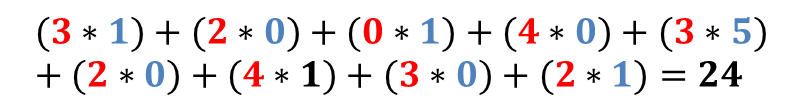 (3 * 1) + (2 * 0) + (0 * 1) + (4 * 0) + (3 * 5)
+ (2 * 0) + (4 * 1) + (3 * 0) + (2 * 1) = 24